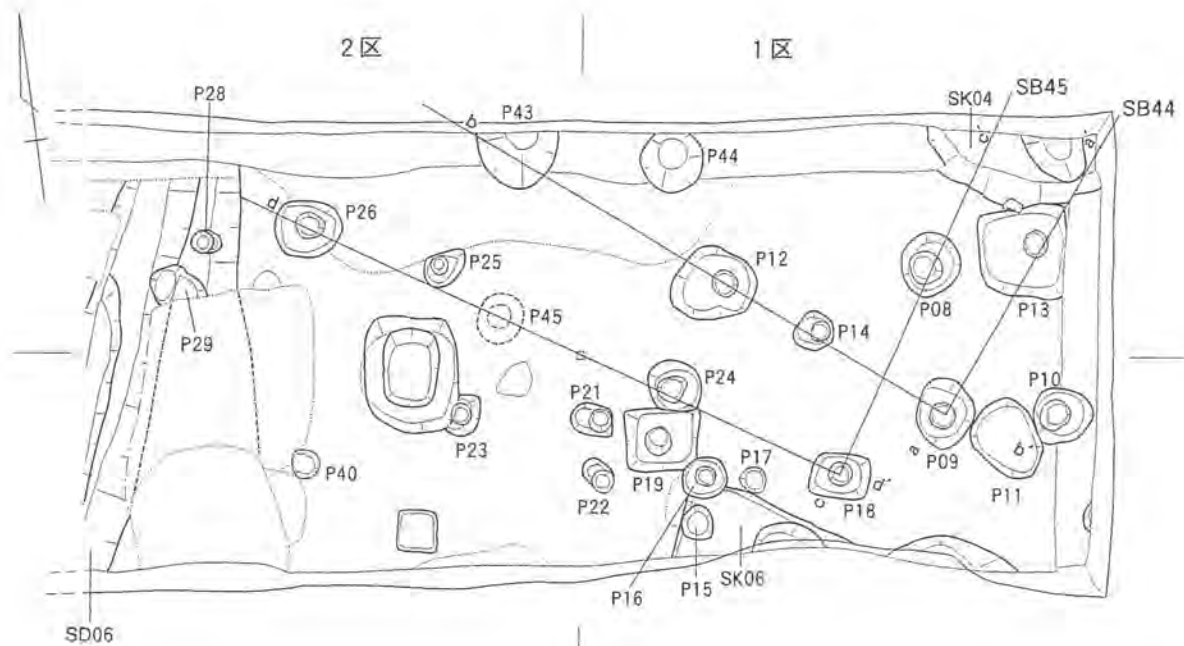 2区
1区
P28
P43
SK04
SB45
SB44
b
c´
a´
P44
P26
d
P25
P12
P08
P13
P45
P14
P29
P24
P10
P21
P23
a
P09
b´
P40
P19
P17
d´
c
P18
P11
P22
P16
P15
SK06
SD06